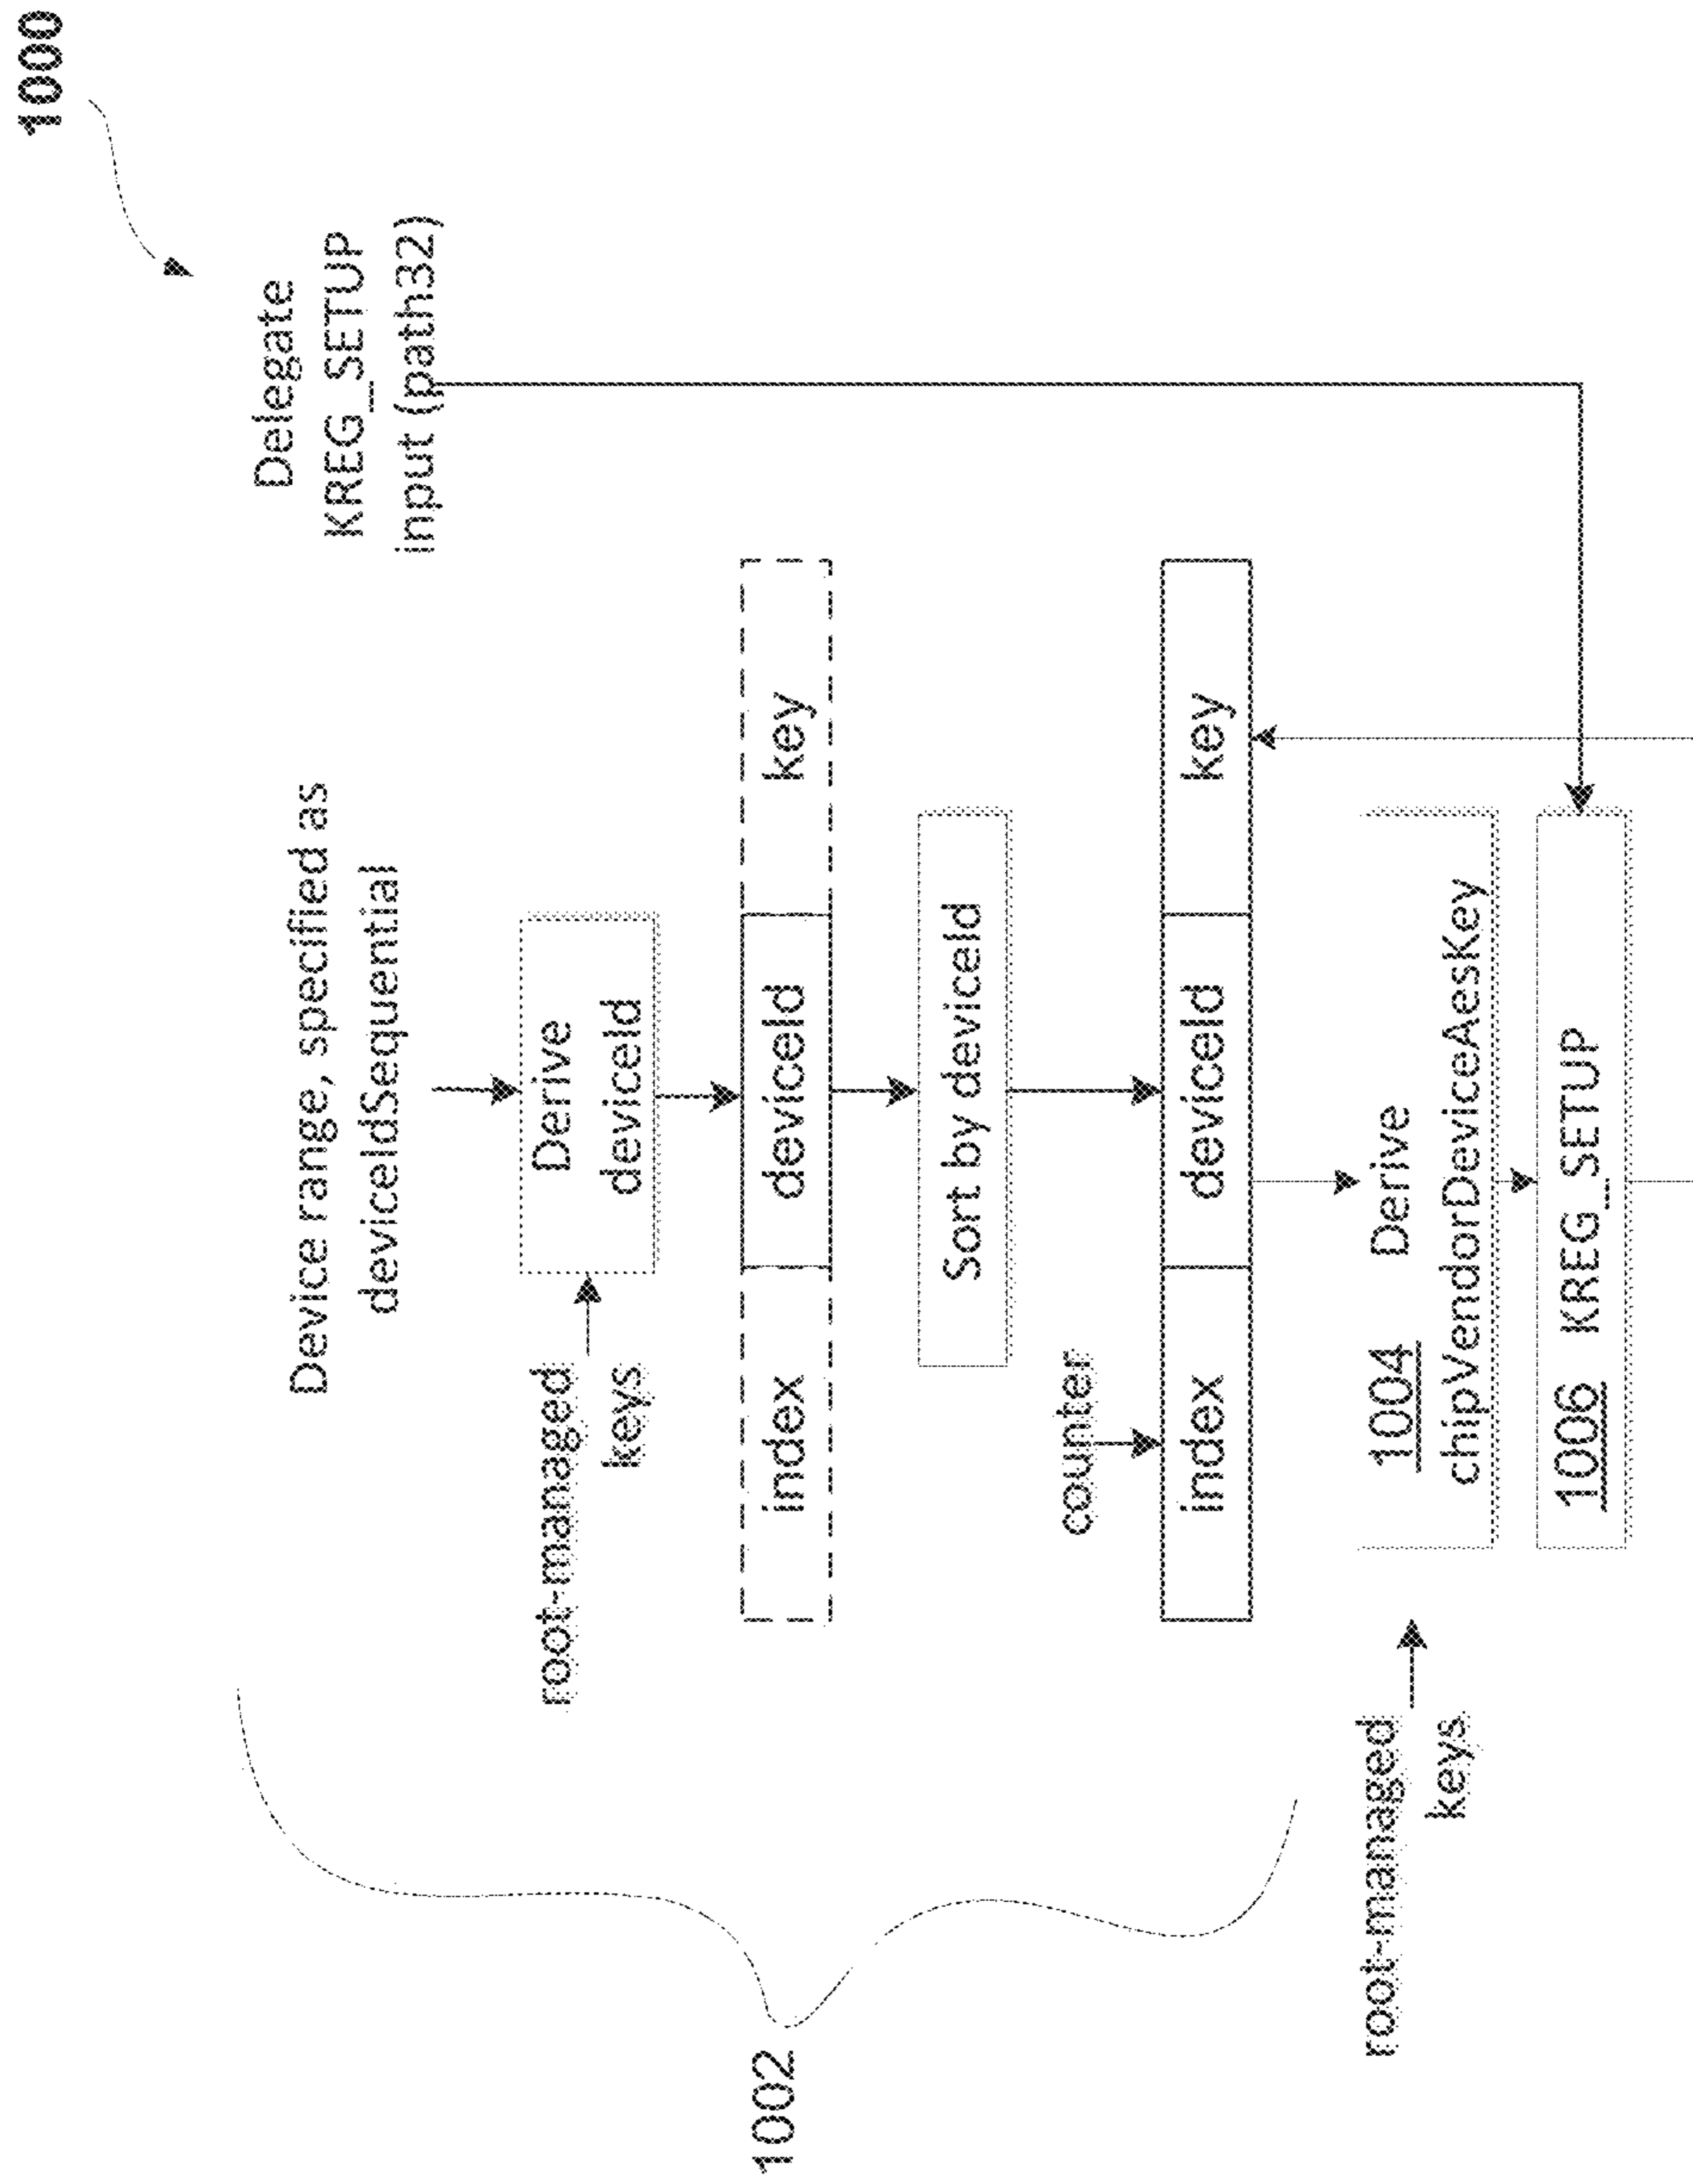 1000
Delegate
KREG_SETUP
input (path32)
Device range, specified as
deviceIdSequential
root-managed
keys
Derive
deviceId
index
deviceId
key
Sort by deviceId
counter
index
deviceId
key
1002
root-managed
keys
1004 Derive
chipVendorDeviceAesKey
1006 KREG_SETUP